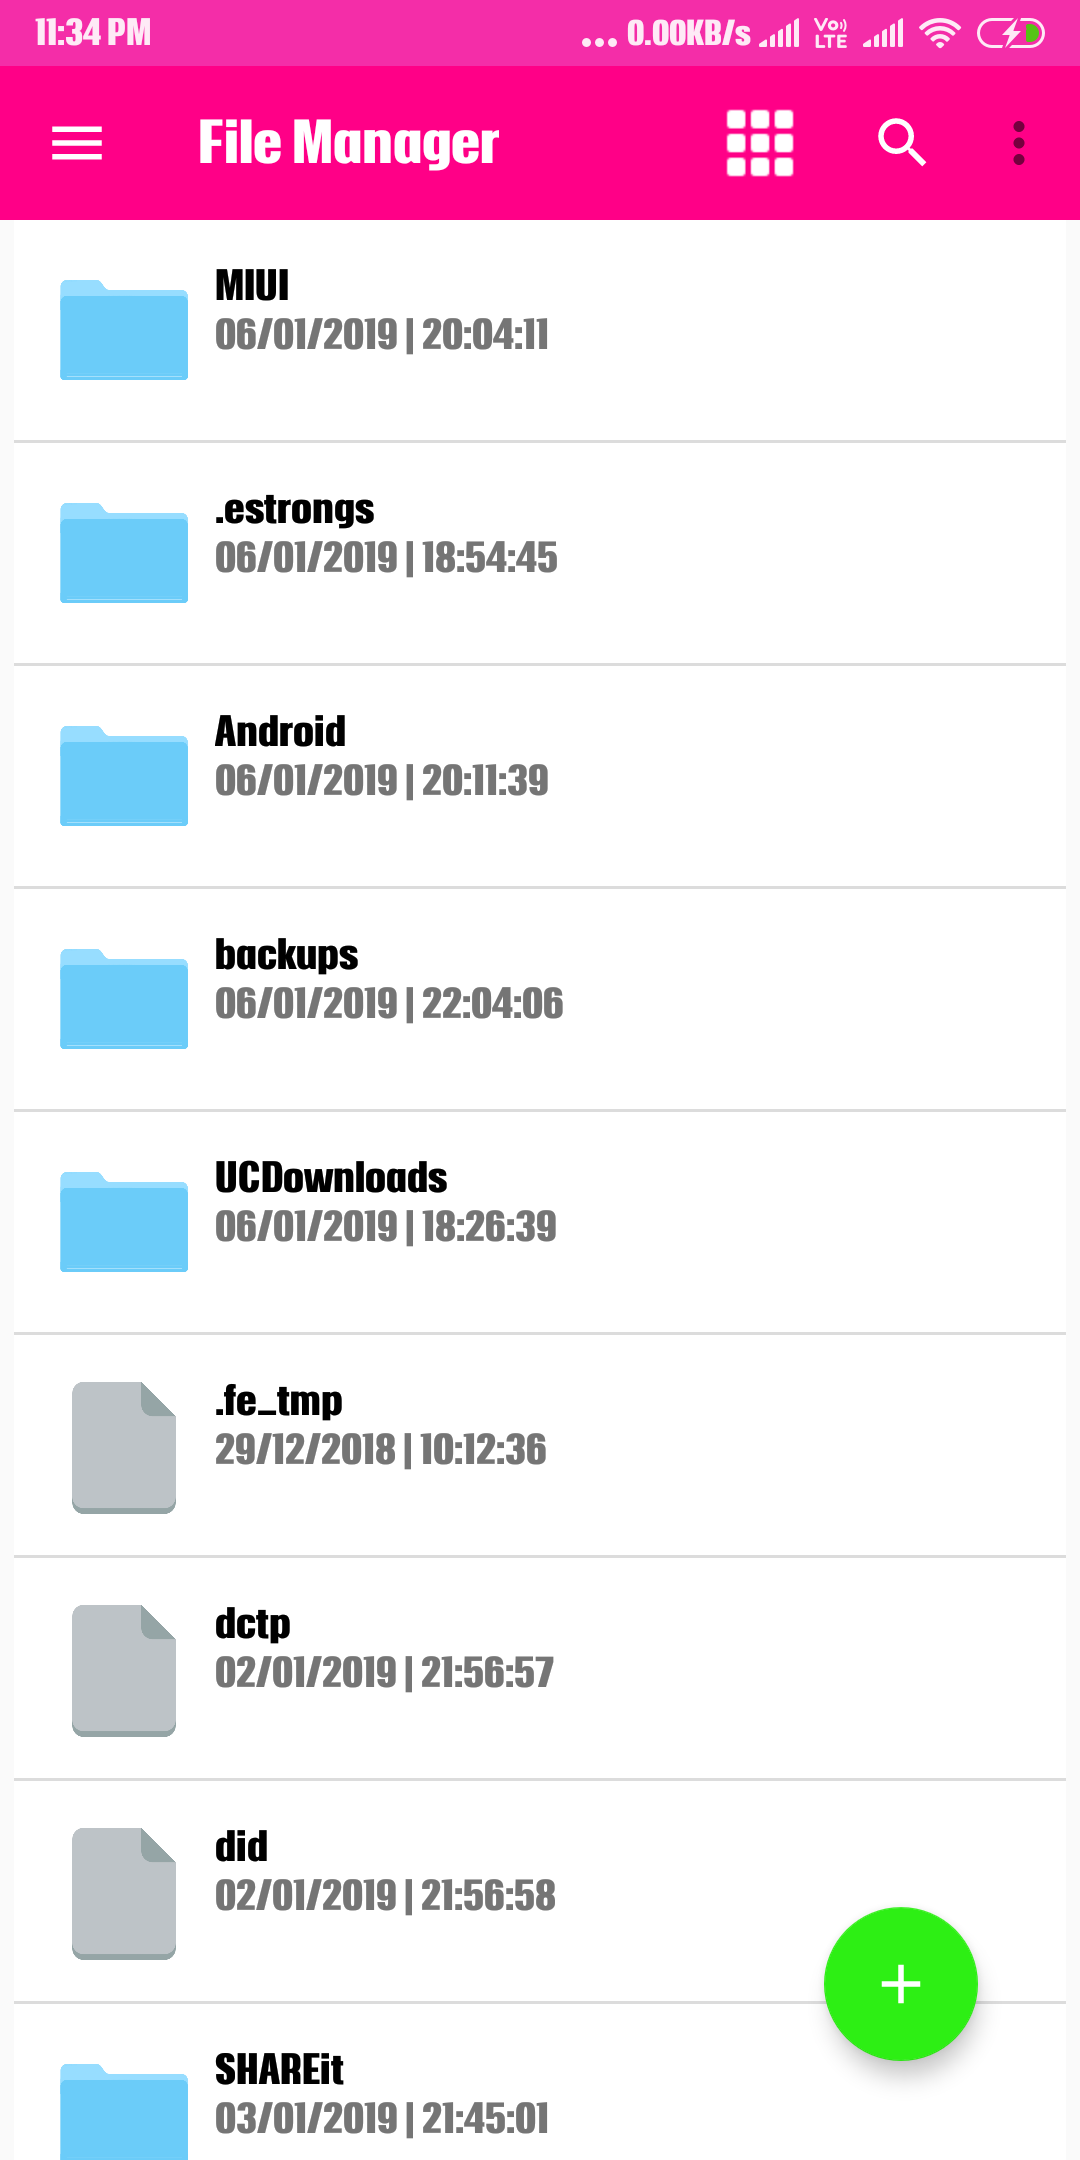 11:34 PM
... 0.00KB/s
Vo))
LTE
File Manager
MIUI
06/01/2019 | 20:04:11
.estrongs
06/01/2019 | 18:54:45
Android
06/01/2019 | 20:11:39
backups
06/01/2019 | 22:04:06
UCDownloads
06/01/2019 | 18:26:39
.fe_tmp
29/12/2018 | 10:12:36
dctp
02/01/2019 | 21:56:57
did
02/01/2019 | 21:56:58
SHAREit
03/01/2019 | 21:45:01